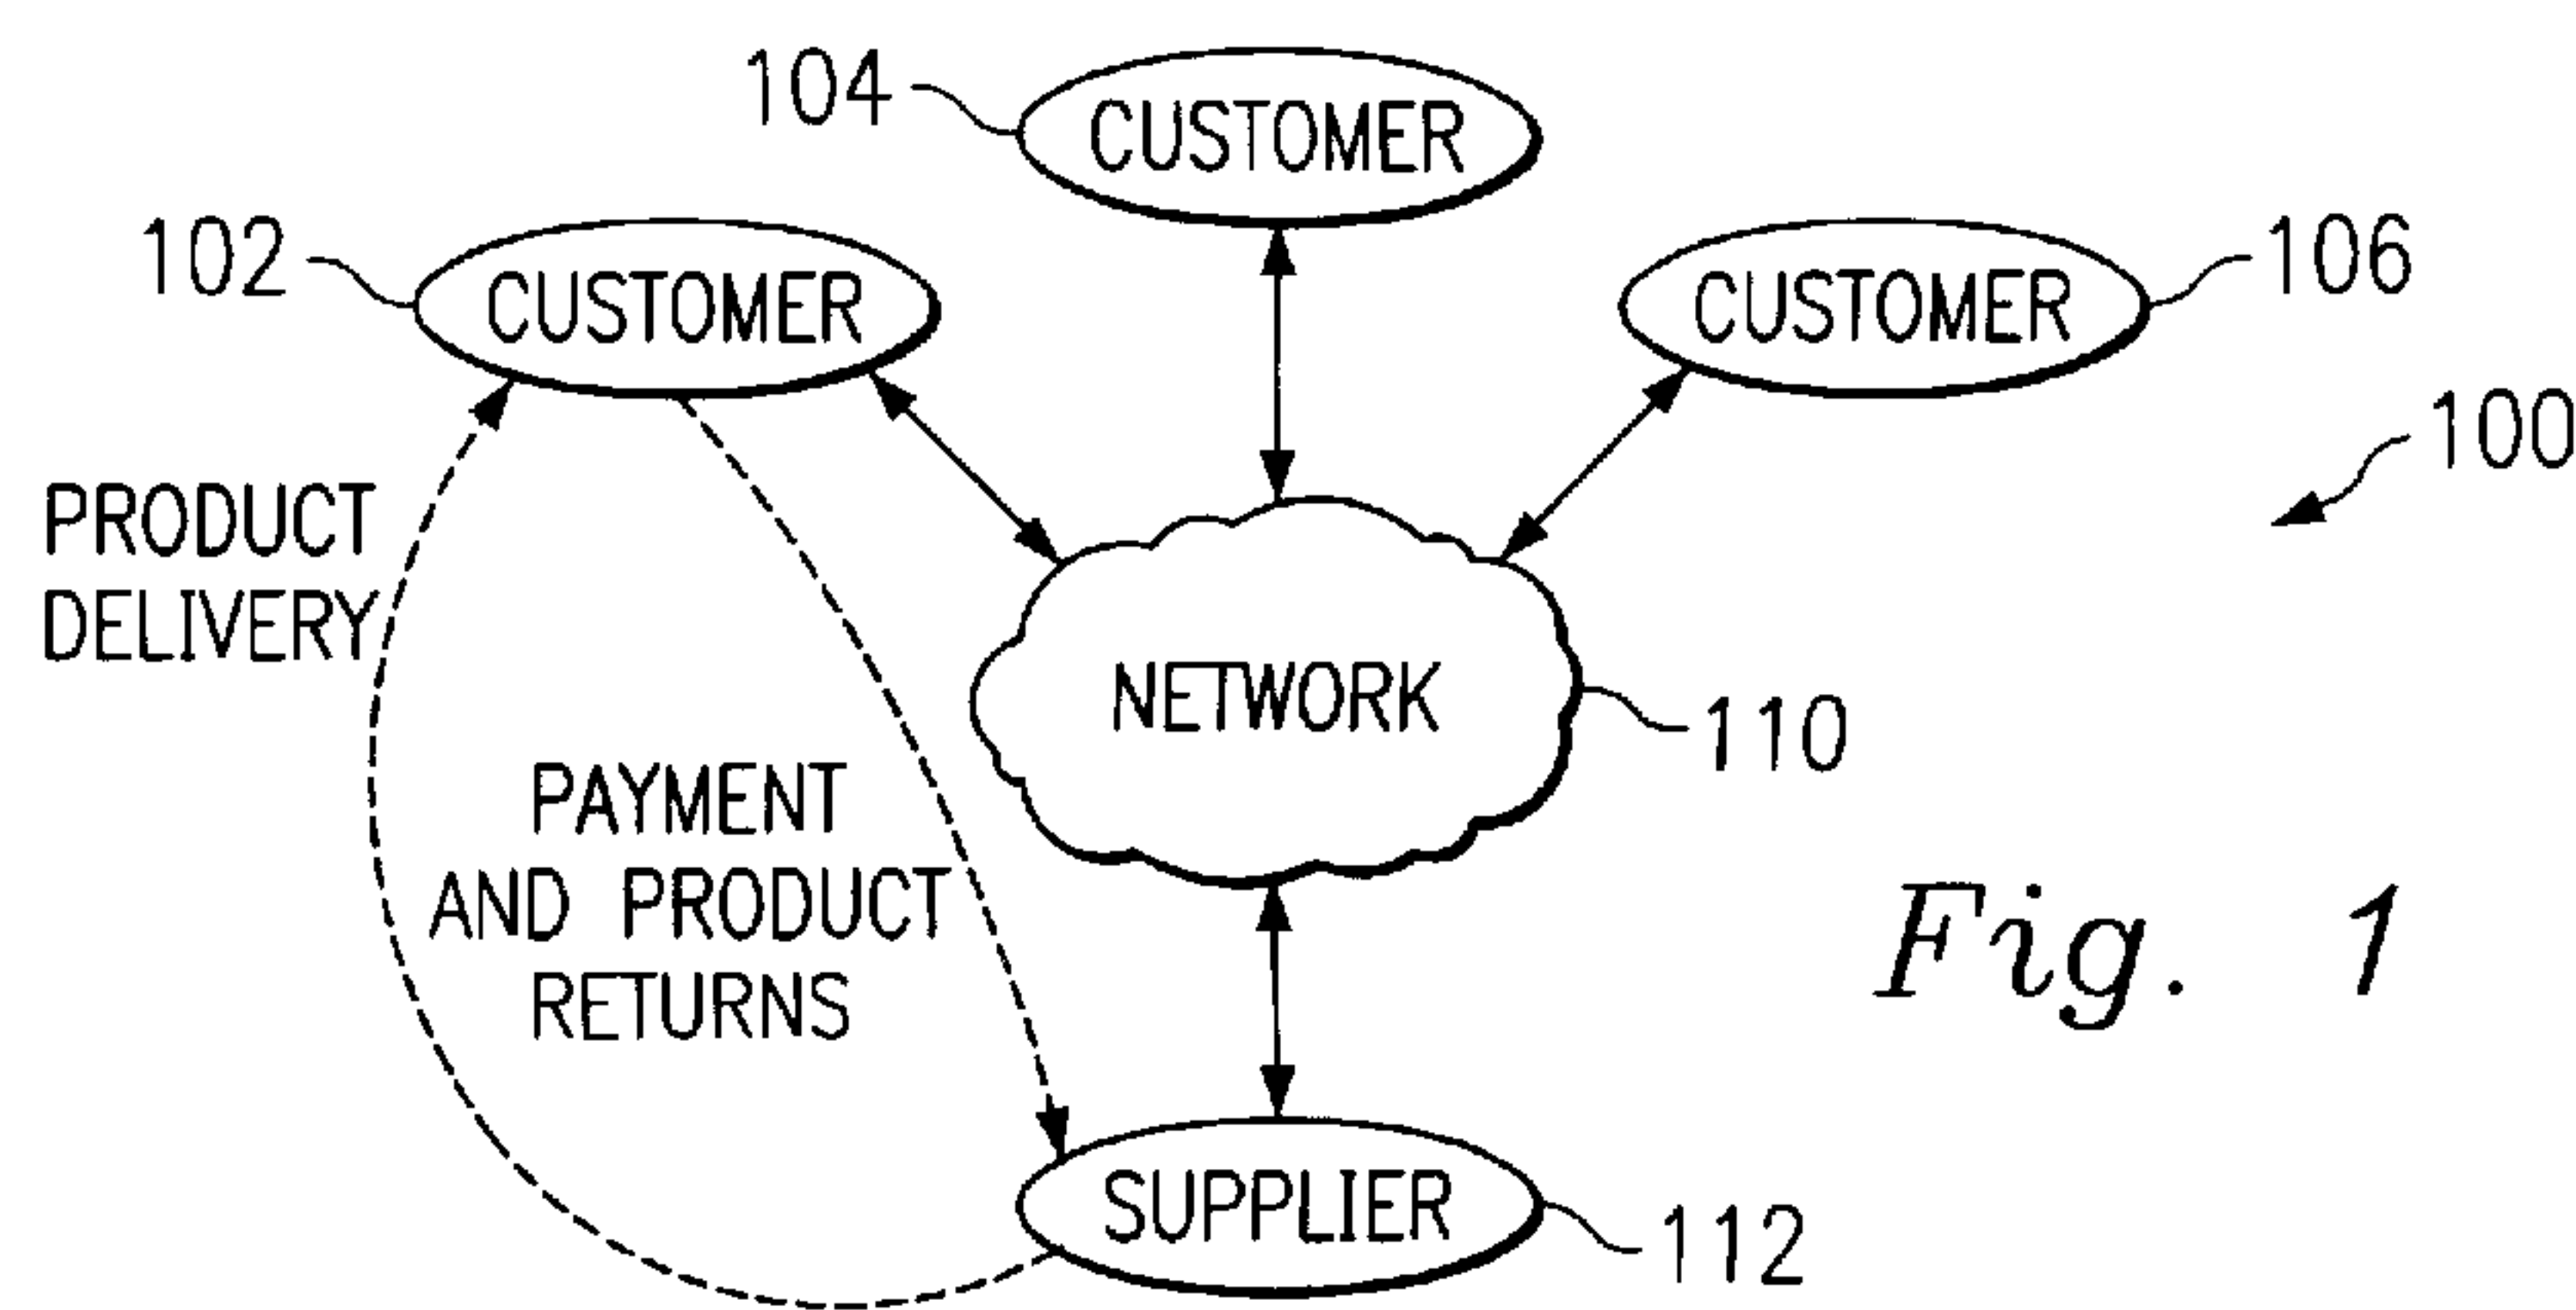 104
CUSTOMER
102
CUSTOMER
CUSTOMER
106
100
PRODUCT
DELIVERY
NETWORK
110
PAYMENT
AND PRODUCT
RETURNS
Fig. 1
SUPPLIER
112